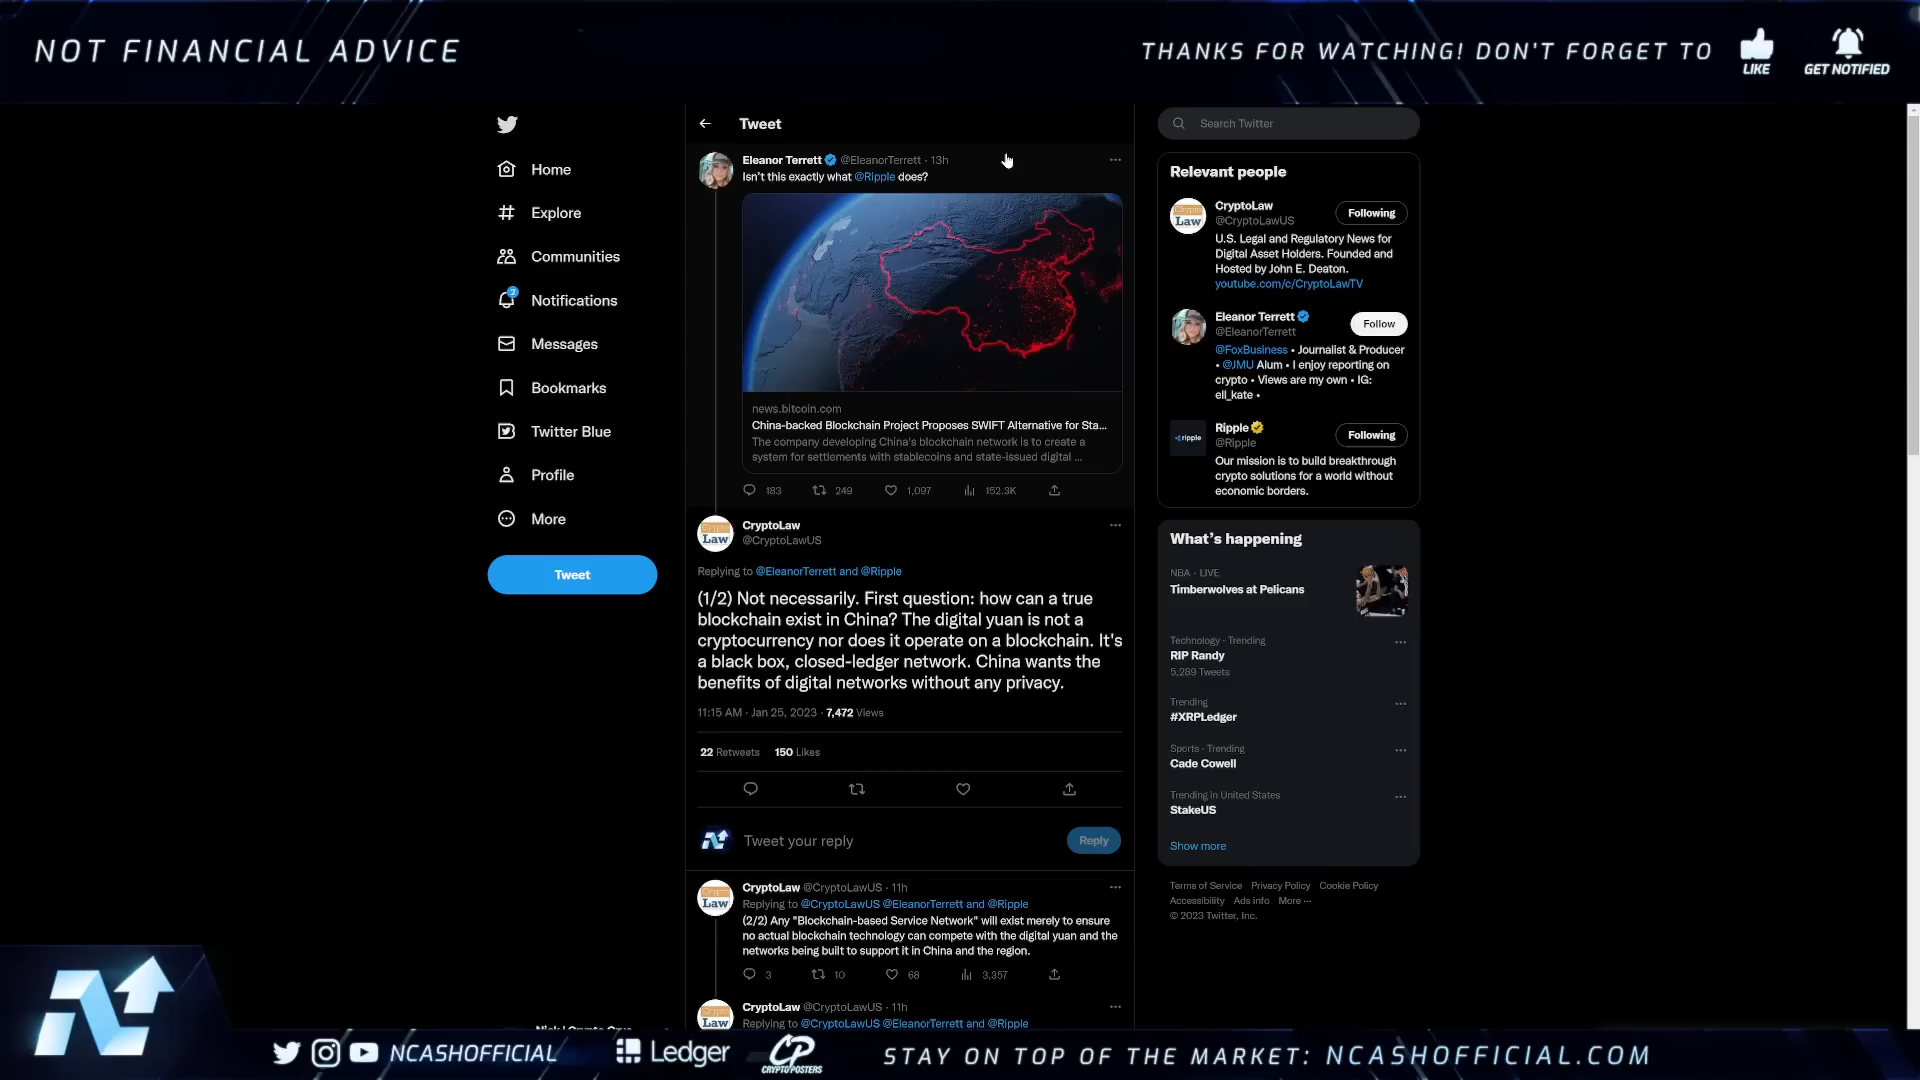 NOT FINANCIAL ADVICE
THANKS FOR WATCHING! DON'T FORGET TO
LIKE
GET NOTIFIED
Home
Explore
Communities
2
Notifications
Messages
Bookmarks
Twitter Blue
Profile
More
Tweet
Tweet
Eleanor Terrett @EleanorTerrett · 13h
Isn't this exactly what @Ripple does?
news.bitcoin.com
China-backed Blockchain Project Proposes SWIFT Alternative for Sta...
The company developing China's blockchain network is to create a
system for settlements with stablecoins and state-issued digital ...
183 249 1,097 152.3K
Crypto
Law
CryptoLaw
@CryptoLawUS
Replying to @EleanorTerrett and @Ripple
(1/2) Not necessarily. First question: how can a true
blockchain exist in China? The digital yuan is not a
cryptocurrency nor does it operate on a blockchain. It's
a black box, closed-ledger network. China wants the
benefits of digital networks without any privacy.
11:15 AM · Jan 25, 2023 · 7,472 Views
22 Retweets 150 Likes
Tweet your reply
Reply
Crypto
Law
CryptoLaw @CryptoLawUS · 11h
Replying to @CryptoLawUS @EleanorTerrett and @Ripple
(2/2) Any "Blockchain-based Service Network" will exist merely to ensure
no actual blockchain technology can compete with the digital yuan and the
networks being built to support it in China and the region.
3 10 68 3,357
Crypto
Law
CryptoLaw @CryptoLawUS · 11h
Replying to @CryptoLawUS @EleanorTerrett and @Ripple
Search Twitter
Relevant people
Crypto
Law
CryptoLaw
@CryptoLawUS
Following
U.S. Legal and Regulatory News for
Digital Asset Holders. Founded and
Hosted by John E. Deaton.
youtube.com/c/CryptoLawTV
Eleanor Terrett
@EleanorTerrett
Follow
@FoxBusiness • Journalist & Producer
• @JMU Alum • I enjoy reporting on
crypto • Views are my own • IG:
ell_kate •
ripple
Ripple
@Ripple
Following
Our mission is to build breakthrough
crypto solutions for a world without
economic borders.
What's happening
NBA · LIVE
Timberwolves at Pelicans
Technology · Trending
RIP Randy
5,289 Tweets
Trending
#XRPLedger
Sports · Trending
Cade Cowell
Trending in United States
StakeUS
Show more
Terms of Service Privacy Policy Cookie Policy
Accessibility Ads info More ···
© 2023 Twitter, Inc.
NCASHOFFICIAL
Ledger
CP
CRYPTO POSTERS
STAY ON TOP OF THE MARKET: NCASHOFFICIAL.COM